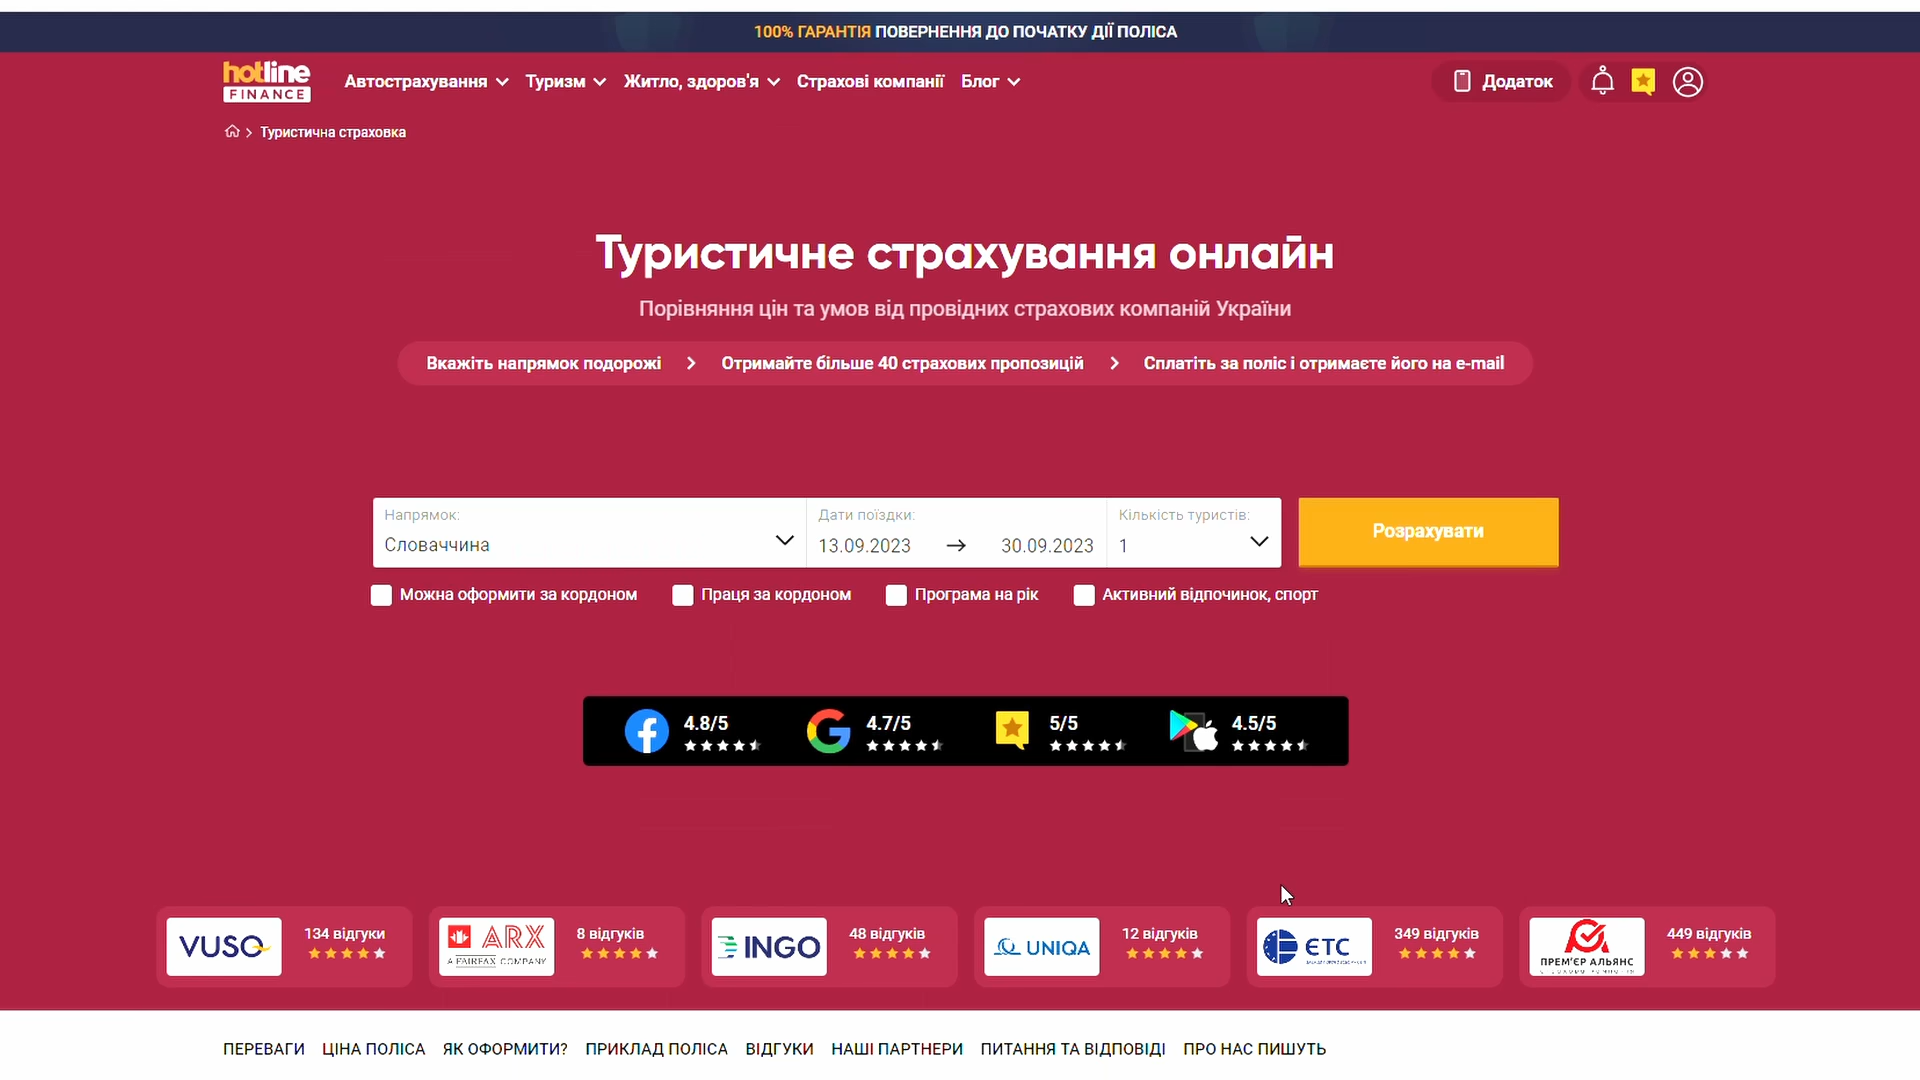 100% ГАРАНТІЯ ПОВЕРНЕННЯ ДО ПОЧАТКУ ДІЇ ПОЛІСА
hotline
FINANCE
Автострахування Туризм Житло, здоров'я Страхові компанії Блог
Додаток
Туристична страховка
Туристичне страхування онлайн
Порівняння цін та умов від провідних страхових компаній України
Вкажіть напрямок подорожі > Отримайте більше 40 страхових пропозицій > Сплатіть за поліс і отримаєте його на e-mail
Напрямок: Дати поїздки: Кількість туристів:
Словаччина 13.09.2023 → 30.09.2023 1
Розрахувати
Можна оформити за кордоном Праця за кордоном Програма на рік Активний відпочинок, спорт
4.8/5 4.7/5 5/5 4.5/5
VUSO 134 відгуки
ARX 8 відгуків
A FAIRFAX COMPANY
INGO 48 відгуків
UNIQA 12 відгуків
ЄТС 349 відгуків
ПРЕМ'ЄР АЛЬЯНС 449 відгуків
ПЕРЕВАГИ ЦІНА ПОЛІСА ЯК ОФОРМИТИ? ПРИКЛАД ПОЛІСА ВІДГУКИ НАШІ ПАРТНЕРИ ПИТАННЯ ТА ВІДПОВІДІ ПРО НАС ПИШУТЬ